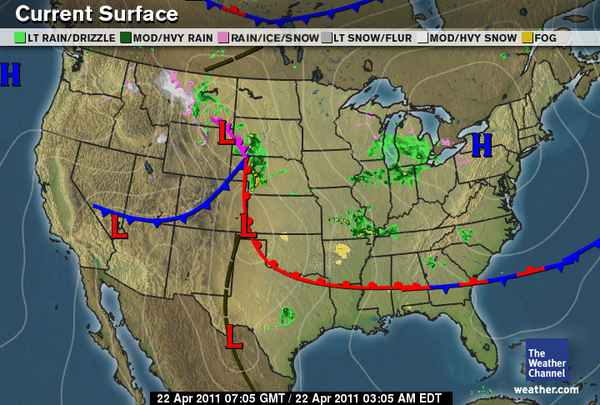 Current Surface
LT RAIN/DRIZZLE MOD/HVY RAIN RAIN/ICE/SNOW LT SNOW/FLUR MOD/HVY SNOW FOG
H
L
H
L
L
L
The
Weather
Channel
weather.com
22 Apr 2011 07:05 GMT / 22 Apr 2011 03:05 AM EDT